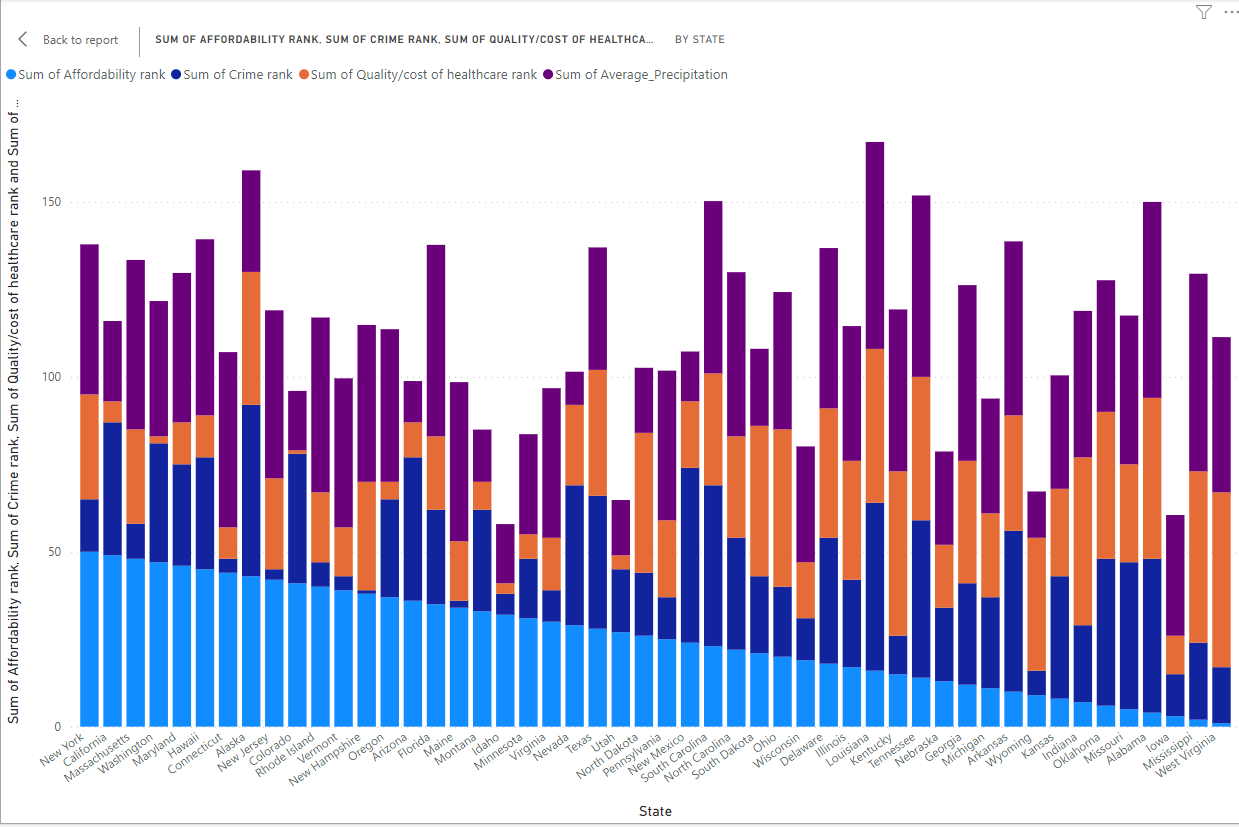 Back to report
SUM OF AFFORDABILITY RANK, SUM OF CRIME RANK, SUM OF QUALITY/COST OF HEALTHCA... BY STATE
Sum of Affordability rank Sum of Crime rank Sum of Quality/cost of healthcare rank Sum of Average_Precipitation
Sum of Affordability rank, Sum of Crime rank, Sum of Quality/cost of healthcare rank and Sum of ...
150
100
50
0
New York
California
Massachusetts
Washington
Maryland
Hawaii
Connecticut
Alaska
New Jersey
Colorado
Rhode Island
Vermont
New Hampshire
Oregon
Arizona
Florida
Maine
Montana
Idaho
Minnesota
Virginia
Nevada
Texas
Utah
North Dakota
Pennsylvania
New Mexico
South Carolina
North Carolina
South Dakota
Ohio
Wisconsin
Delaware
Illinois
Louisiana
Kentucky
Tennessee
Nebraska
Georgia
Michigan
Arkansas
Wyoming
Kansas
Indiana
Oklahoma
Missouri
Alabama
Iowa
Mississippi
West Virginia
State